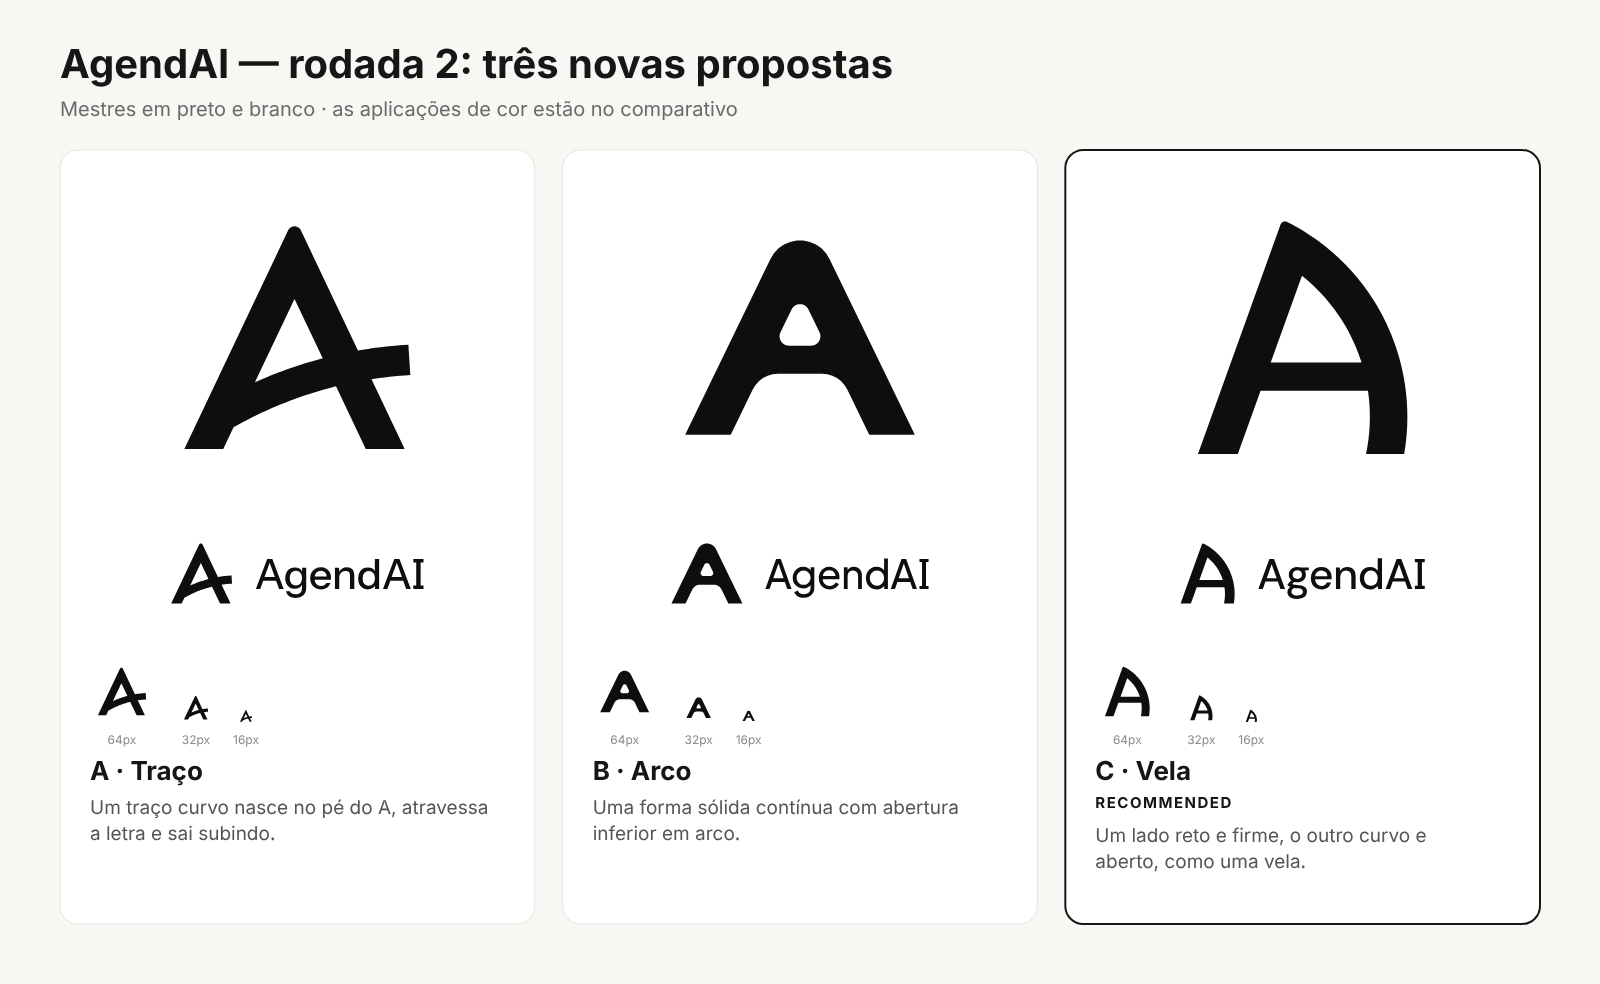 AgendAI — rodada 2: três novas propostas
Mestres em preto e branco · as aplicações de cor estão no comparativo
AgendAI
64px 32px 16px
A · Traço
Um traço curvo nasce no pé do A, atravessa
a letra e sai subindo.
AgendAI
64px 32px 16px
B · Arco
Uma forma sólida contínua com abertura
inferior em arco.
AgendAI
64px 32px 16px
C · Vela
RECOMMENDED
Um lado reto e firme, o outro curvo e
aberto, como uma vela.